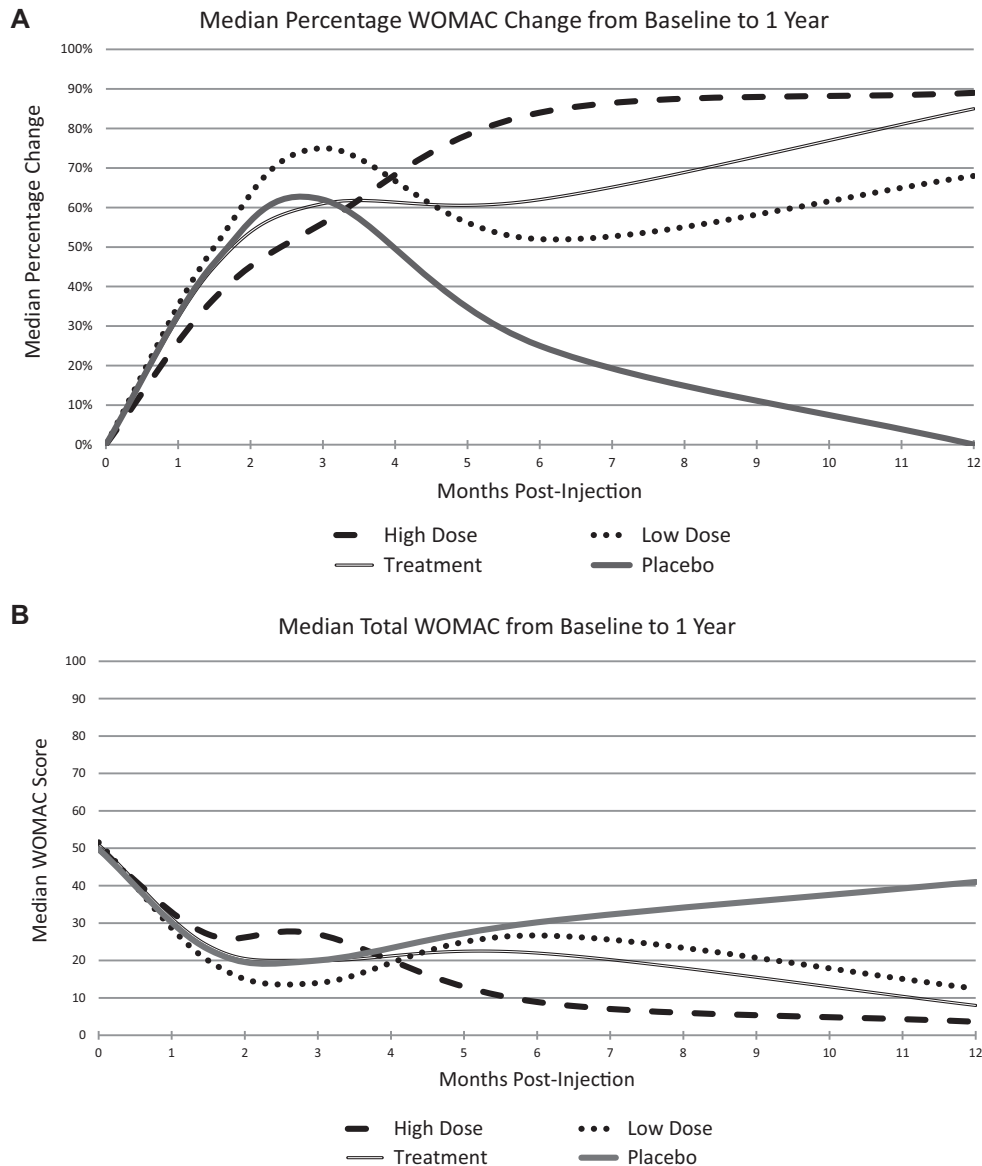 A
Median Percentage WOMAC Change from Baseline to 1 Year
Median Percentage Change
100%
90%
80%
70%
60%
50%
40%
30%
20%
10%
0%
0 1 2 3 4 5 6 7 8 9 10 11 12
Months Post-Injection
High Dose Low Dose
Treatment Placebo
B
Median Total WOMAC from Baseline to 1 Year
Median WOMAC Score
100
90
80
70
60
50
40
30
20
10
0
0 1 2 3 4 5 6 7 8 9 10 11 12
Months Post-Injection
High Dose Low Dose
Treatment Placebo